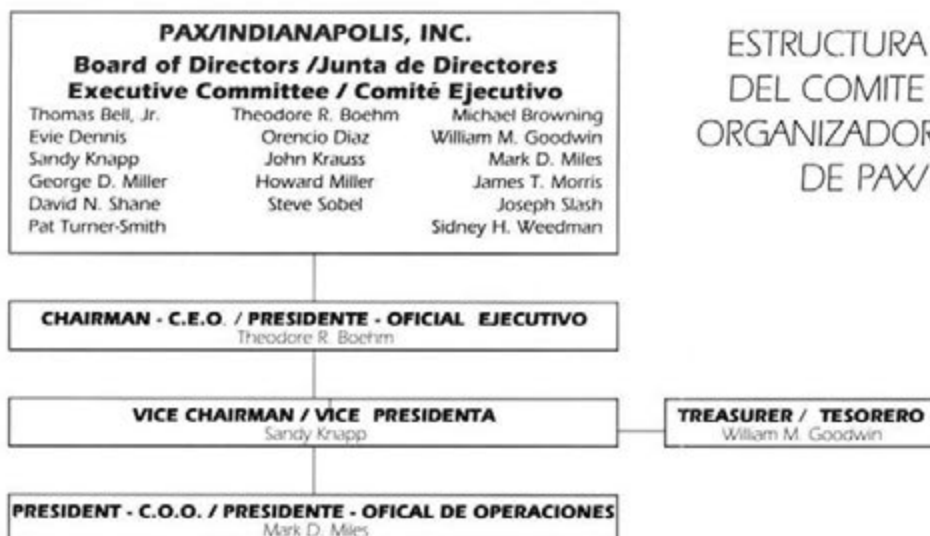 PAX/INDIANAPOLIS, INC.
Board of Directors /Junta de Directores
Executive Committee / Comité Ejecutivo
Thomas Bell, Jr. Theodore R. Boehm Michael Browning
Evie Dennis Orencio Diaz William M. Goodwin
Sandy Knapp John Krauss Mark D. Miles
George D. Miller Howard Miller James T. Morris
David N. Shane Steve Sobel Joseph Slash
Pat Turner-Smith Sidney H. Weedman
ESTRUCTURA
DEL COMITE
ORGANIZADOR
DE PAX/
CHAIRMAN - C.E.O. / PRESIDENTE - OFICIAL EJECUTIVO
Theodore R. Boehm
VICE CHAIRMAN / VICE PRESIDENTA
Sandy Knapp
TREASURER / TESORERO
William M. Goodwin
PRESIDENT - C.O.O. / PRESIDENTE - OFICAL DE OPERACIONES
Mark D. Miles